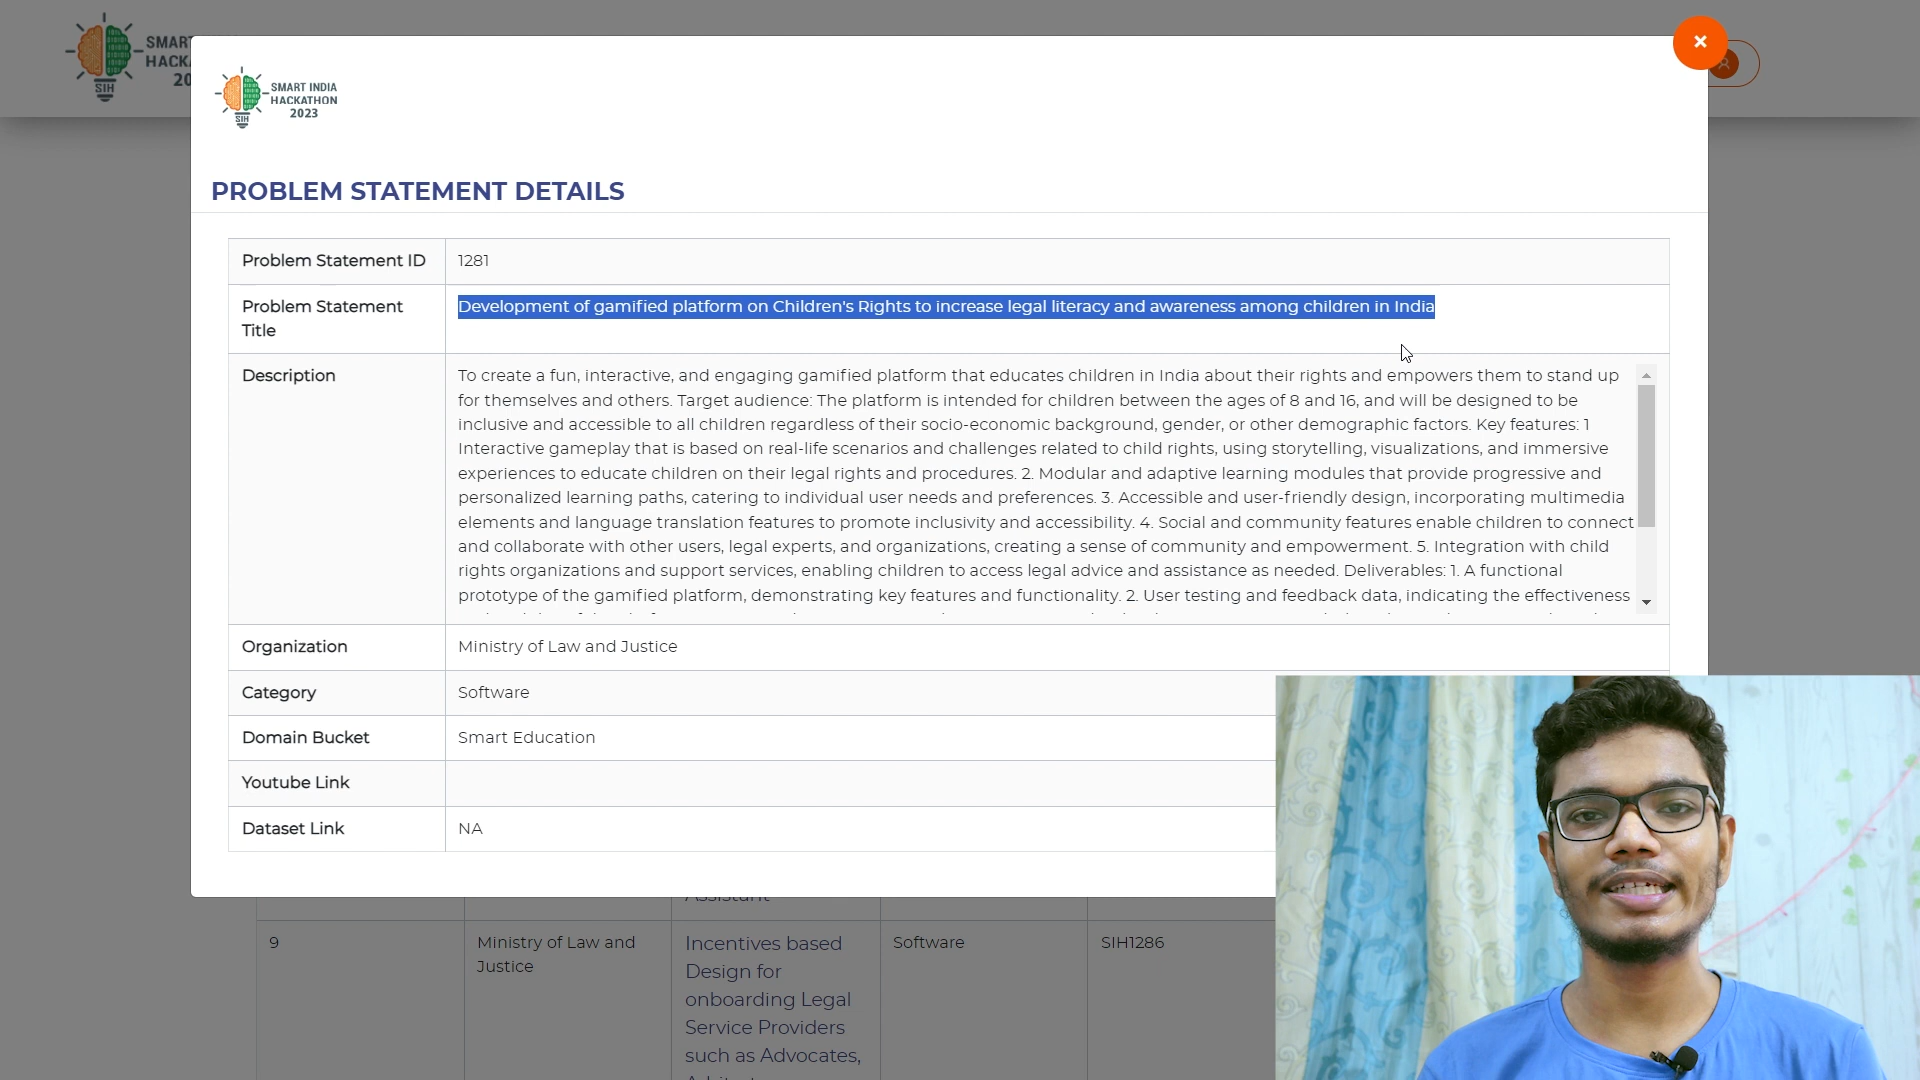 SMART
HACKA
20
SIH
SMART INDIA
HACKATHON
2023
SIH
PROBLEM STATEMENT DETAILS
Problem Statement ID 1281
Problem Statement Title Development of gamified platform on Children's Rights to increase legal literacy and awareness among children in India
Description To create a fun, interactive, and engaging gamified platform that educates children in India about their rights and empowers them to stand up
for themselves and others. Target audience: The platform is intended for children between the ages of 8 and 16, and will be designed to be
inclusive and accessible to all children regardless of their socio-economic background, gender, or other demographic factors. Key features: 1
Interactive gameplay that is based on real-life scenarios and challenges related to child rights, using storytelling, visualizations, and immersive
experiences to educate children on their legal rights and procedures. 2. Modular and adaptive learning modules that provide progressive and
personalized learning paths, catering to individual user needs and preferences. 3. Accessible and user-friendly design, incorporating multimedia
elements and language translation features to promote inclusivity and accessibility. 4. Social and community features enable children to connect
and collaborate with other users, legal experts, and organizations, creating a sense of community and empowerment. 5. Integration with child
rights organizations and support services, enabling children to access legal advice and assistance as needed. Deliverables: 1. A functional
prototype of the gamified platform, demonstrating key features and functionality. 2. User testing and feedback data, indicating the effectiveness
Organization Ministry of Law and Justice
Category Software
Domain Bucket Smart Education
Youtube Link
Dataset Link NA
Assistant
9 Ministry of Law and Justice Incentives based Software SIH1286
Design for
onboarding Legal
Service Providers
such as Advocates,